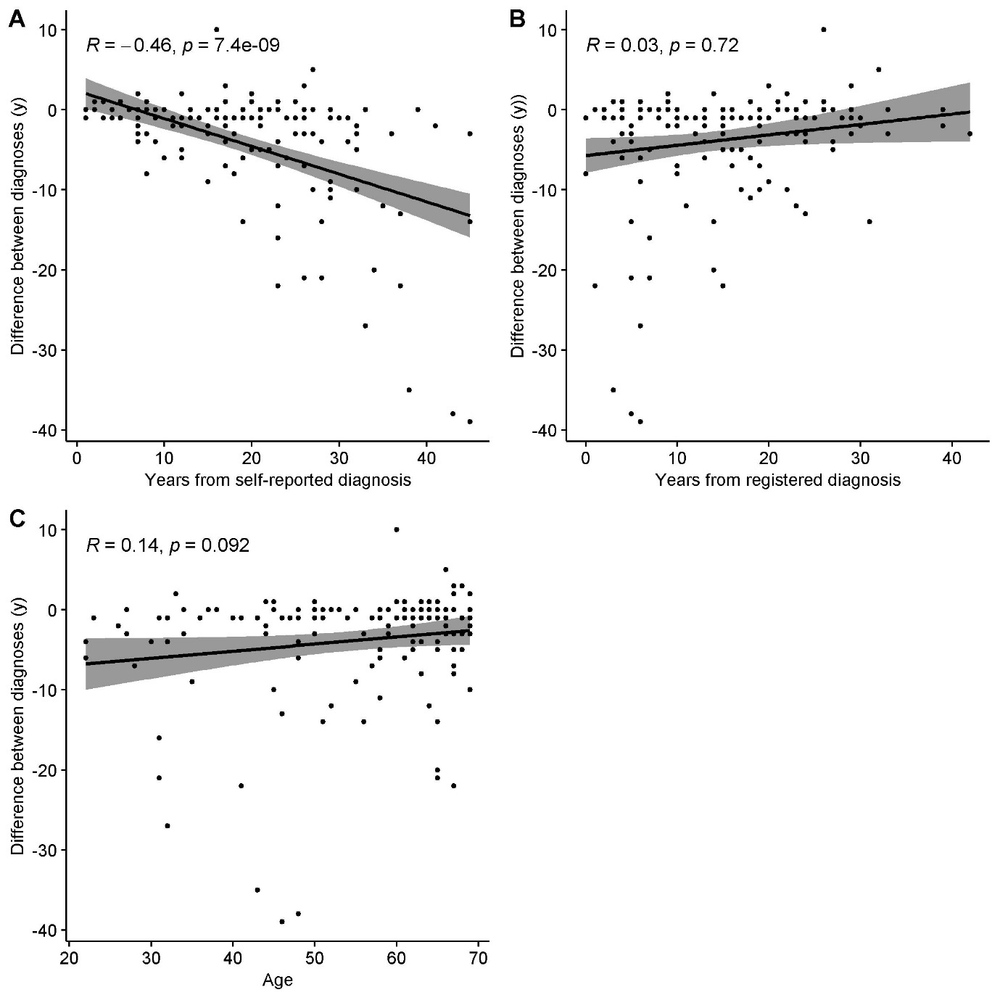 A
R = −0.46, p = 7.4e-09
Difference between diagnoses (y)
10
0
-10
-20
-30
-40
0 10 20 30 40
Years from self-reported diagnosis
B
R = 0.03, p = 0.72
Difference between diagnoses (y))
10
0
-10
-20
-30
-40
0 10 20 30 40
Years from registered diagnosis
C
R = 0.14, p = 0.092
Difference between diagnoses (y)
10
0
-10
-20
-30
-40
20 30 40 50 60 70
Age